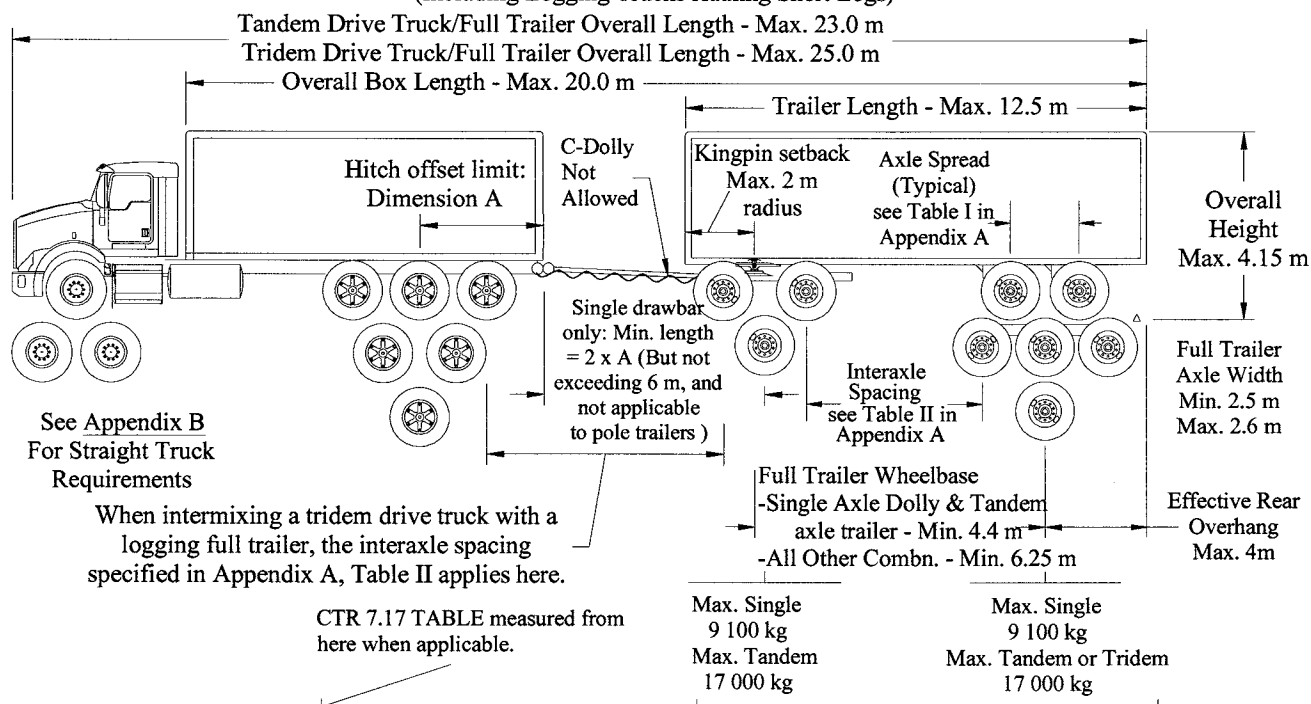 (Including Logging Trucks Hauling Short Logs)
Tandem Drive Truck/Full Trailer Overall Length - Max. 23.0 m
Tridem Drive Truck/Full Trailer Overall Length - Max. 25.0 m
Overall Box Length - Max. 20.0 m
Trailer Length - Max. 12.5 m
Hitch offset limit:
Dimension A
C-Dolly
Not
Allowed
Kingpin setback
Max. 2 m
radius
Axle Spread
(Typical)
see Table I in
Appendix A
Overall
Height
Max. 4.15 m
Single drawbar
only: Min. length
= 2 x A (But not
exceeding 6 m, and
not applicable
to pole trailers )
Interaxle
Spacing
see Table II in
Appendix A
Full Trailer
Axle Width
Min. 2.5 m
Max. 2.6 m
See Appendix B
For Straight Truck
Requirements
Full Trailer Wheelbase
-Single Axle Dolly & Tandem
axle trailer - Min. 4.4 m
-All Other Combn. - Min. 6.25 m
Effective Rear
Overhang
Max. 4m
When intermixing a tridem drive truck with a
logging full trailer, the interaxle spacing
specified in Appendix A, Table II applies here.
CTR 7.17 TABLE measured from
here when applicable.
Max. Single
9 100 kg
Max. Tandem
17 000 kg
Max. Single
9 100 kg
Max. Tandem or Tridem
17 000 kg